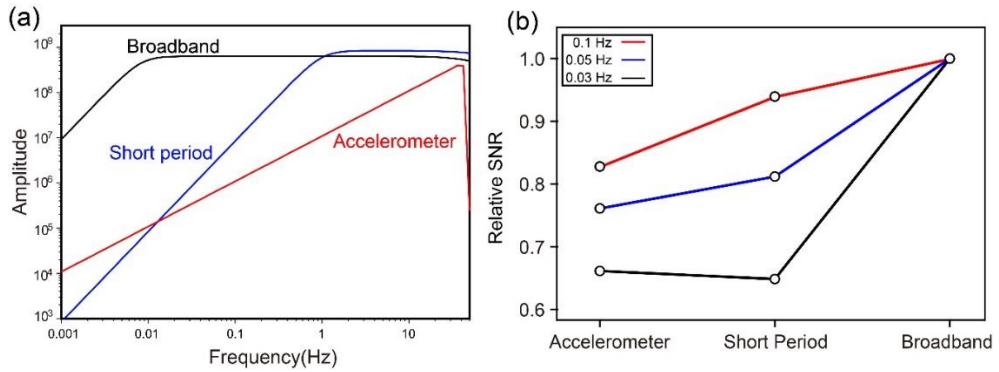 (a)
Broadband
Short period
Accelerometer
Amplitude
10⁹
10⁸
10⁷
10⁶
10⁵
10⁴
10³
0.001
0.01
0.1
1
10
Frequency(Hz)
(b)
0.1 Hz
0.05 Hz
0.03 Hz
Relative SNR
1.0
0.9
0.8
0.7
0.6
Accelerometer
Short Period
Broadband